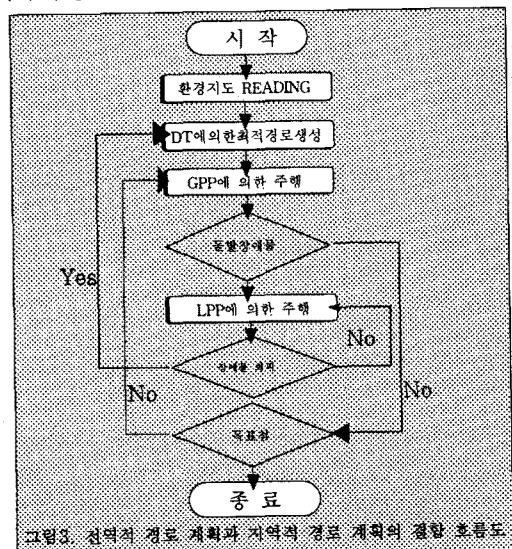 시 작
환경지도 READING
DT에의한최적경로생성
GPP에 의한 주행
돌발장애물
Yes
LPP에 의한 주행
No
장애물 회피
No
No
목표점
종 료
그림3. 전역적 경로 계획과 지역적 경로 계획의 결합 흐름도